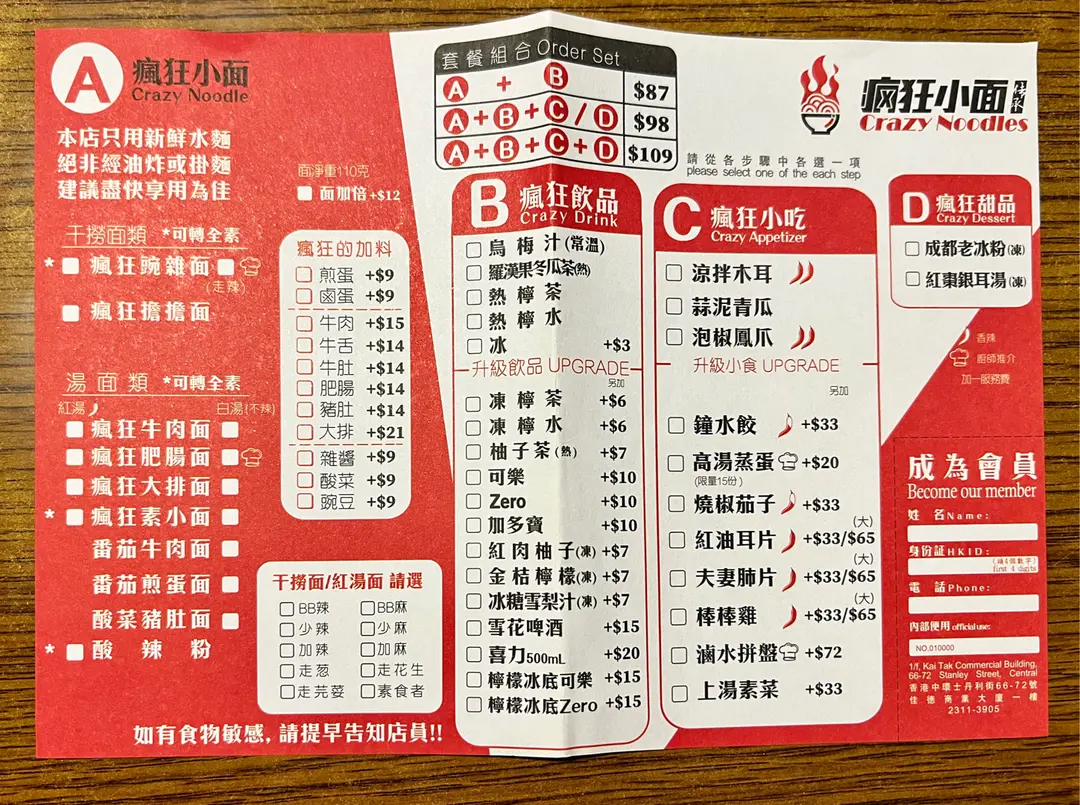 A
瘋狂小面
Crazy Noodle
本店只用新鮮水麵
絕非經油炸或掛麵
建議盡快享用為佳
面淨重110克
面加倍 +$12
干撈面類 *可轉全素
* 瘋狂豌雜面
(走辣)
瘋狂擔擔面
湯面類 *可轉全素
紅湯 白湯(不辣)
瘋狂牛肉面
瘋狂肥腸面
瘋狂大排面
* 瘋狂素小面
番茄牛肉面
番茄煎蛋面
酸菜豬肚面
* 酸辣粉
瘋狂的加料
煎蛋 +$9
鹵蛋 +$9
牛肉 +$15
牛舌 +$14
牛肚 +$14
肥腸 +$14
豬肚 +$14
大排 +$21
雜醬 +$9
酸菜 +$9
豌豆 +$9
干撈面/紅湯面 請選
BB辣 BB麻
少辣 少麻
加辣 加麻
走葱 走花生
走芫荽 素食者
如有食物敏感, 請提早告知店員!!
套餐組合 Order Set
A + B $87
A+B+C/D $98
A+B+C+D $109
請從各步驟中各選一項
please select one of the each step
B 瘋狂飲品
Crazy Drink
烏梅汁(常溫)
羅漢果冬瓜茶(熱)
熱檸茶
熱檸水
冰 +$3
升級飲品 UPGRADE
另加
凍檸茶 +$6
凍檸水 +$6
柚子茶(熱) +$7
可樂 +$10
Zero +$10
加多寶 +$10
紅肉柚子(凍) +$7
金桔檸檬(凍) +$7
冰糖雪梨汁(凍) +$7
雪花啤酒 +$15
喜力500mL +$20
檸檬冰底可樂 +$15
檸檬冰底Zero +$15
C 瘋狂小吃
Crazy Appetizer
涼拌木耳
蒜泥青瓜
泡椒鳳爪
升級小食 UPGRADE
另加
鐘水餃 +$33
高湯蒸蛋 +$20
(限量15份)
燒椒茄子 +$33
(大)
紅油耳片 +$33/$65
(大)
夫妻肺片 +$33/$65
(大)
棒棒雞 +$33/$65
滷水拼盤 +$72
上湯素菜 +$33
瘋狂小面 傳承
Crazy Noodles
D 瘋狂甜品
Crazy Dessert
成都老冰粉(凍)
紅棗銀耳湯(凍)
香辣
廚師推介
加一服務費
成為會員
Become our member
姓名Name:
身份証HKID:
(頭4個數字)
first 4 digits
電話Phone:
內部使用 official use:
NO.010000
1/f, Kai Tak Commercial Building,
66-72 Stanley Street, Central
香港中環士丹利街66-72號
佳德商業大廈一樓
2311-3905